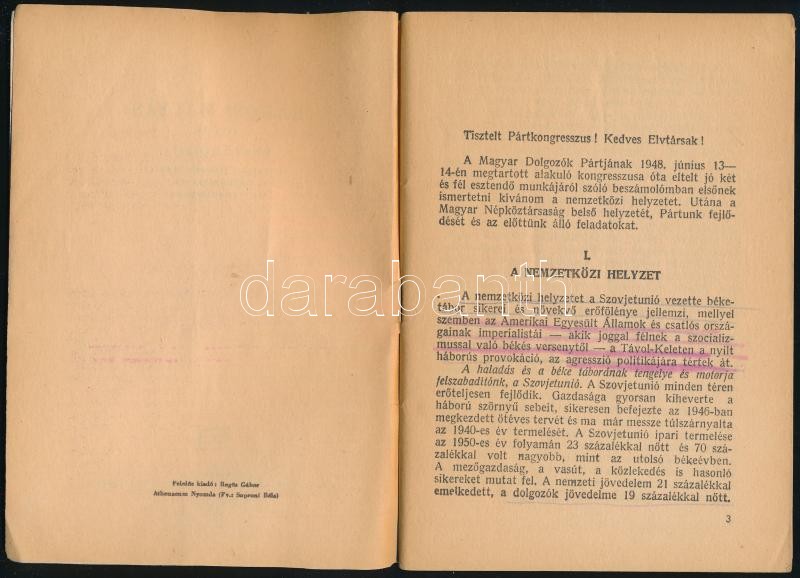 Felelős kiadó:
Athenaeum Nyomda (Fv.: Soproni Béla)
Tisztelt Pártkongresszus! Kedves Elvtársak!
A Magyar Dolgozók Pártjának 1948. június 13—
14-én megtartott alakuló kongresszusa óta eltelt jó két
és fél esztendő munkájáról szóló beszámolómban elsőnek
ismertetni kívánom a nemzetközi helyzetet. Utána a
Magyar Népköztársaság belső helyzetét, Pártunk fejlő-
dését és az előttünk álló feladatokat.
I.
A NEMZETKÖZI HELYZET
A nemzetközi helyzetet a Szovjetunió vezette béke-
tábor sikerei és növekvő erőfölénye jellemzi, mellyel
szemben az Amerikai Egyesült Államok és csatlós orszá-
gainak imperialistái — akik joggal félnek a szocializ-
mussal való békés versenytől — a Távol-Keleten a nyilt
háborús provokáció, az agresszió politikájára tértek át.
A haladás és a béke táborának tengelye és motorja
felszabadítónk, a Szovjetunió. A Szovjetunió minden téren
erőteljesen fejlődik. Gazdasága gyorsan kiheverte a
háború szörnyű sebeit, sikeresen befejezte az 1946-ban
megkezdett ötéves tervét és ma már messze túlszárnyalta
az 1940-es év termelését. A Szovjetunió ipari termelése
az 1950-es év folyamán 23 százalékkal nőtt és 70 szá-
zalékkal volt nagyobb, mint az utolsó békeévben.
A mezőgazdaság, a vasút, a közlekedés is hasonló
sikereket mutat fel. A nemzeti jövedelem 21 százalékkal
emelkedett, a dolgozók jövedelme 19 százalékkal nőtt.
3
darabanth.com